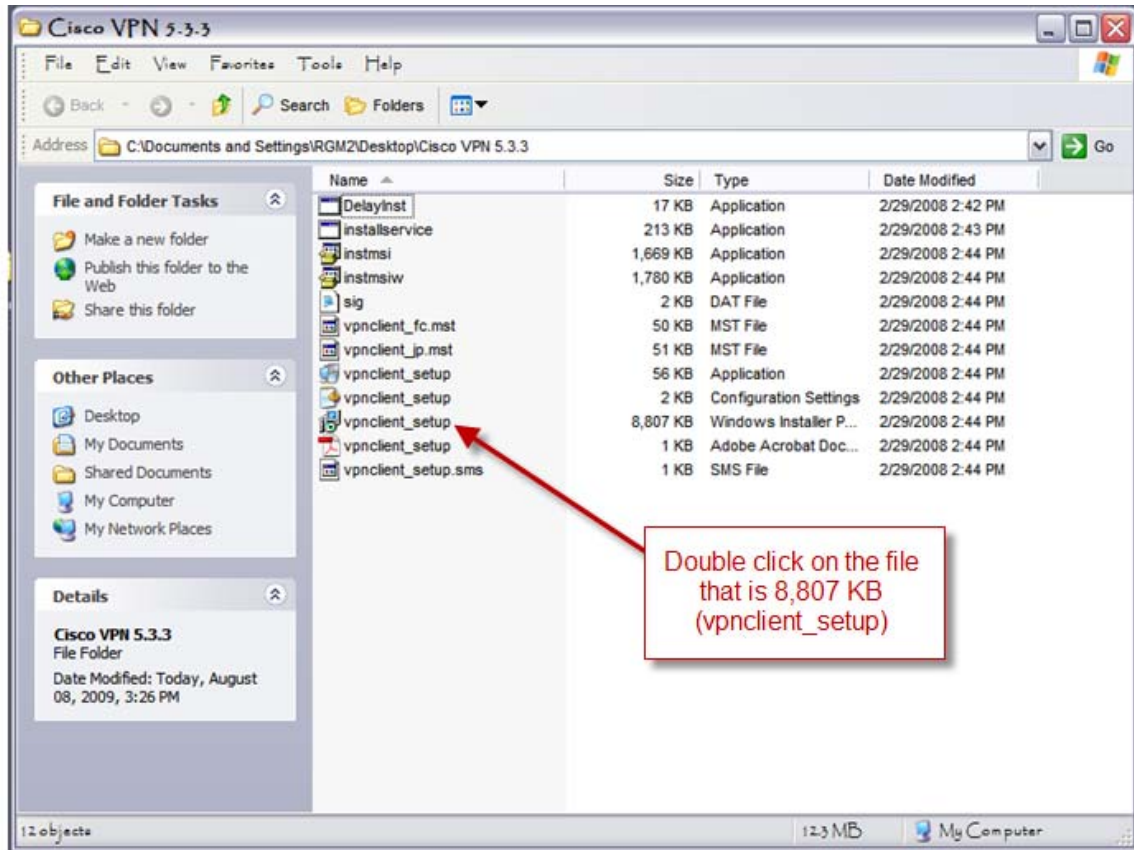 Cisco VPN 5.3.3
File Edit View Favorites Tools Help
Back Search Folders
Address C:\Documents and Settings\RGM2\Desktop\Cisco VPN 5.3.3 Go
File and Folder Tasks
Make a new folder
Publish this folder to the
Web
Share this folder
Other Places
Desktop
My Documents
Shared Documents
My Computer
My Network Places
Details
Cisco VPN 5.3.3
File Folder
Date Modified: Today, August
08, 2009, 3:26 PM
Name Size Type Date Modified
DelayInst 17 KB Application 2/29/2008 2:42 PM
installservice 213 KB Application 2/29/2008 2:43 PM
instmsi 1,669 KB Application 2/29/2008 2:44 PM
instmsiw 1,780 KB Application 2/29/2008 2:44 PM
sig 2 KB DAT File 2/29/2008 2:44 PM
vpnclient_fc.mst 50 KB MST File 2/29/2008 2:44 PM
vpnclient_jp.mst 51 KB MST File 2/29/2008 2:44 PM
vpnclient_setup 56 KB Application 2/29/2008 2:44 PM
vpnclient_setup 2 KB Configuration Settings 2/29/2008 2:44 PM
vpnclient_setup 8,807 KB Windows Installer P... 2/29/2008 2:44 PM
vpnclient_setup 1 KB Adobe Acrobat Doc... 2/29/2008 2:44 PM
vpnclient_setup.sms 1 KB SMS File 2/29/2008 2:44 PM
Double click on the file
that is 8,807 KB
(vpnclient_setup)
12 objects 12.3 MB My Computer